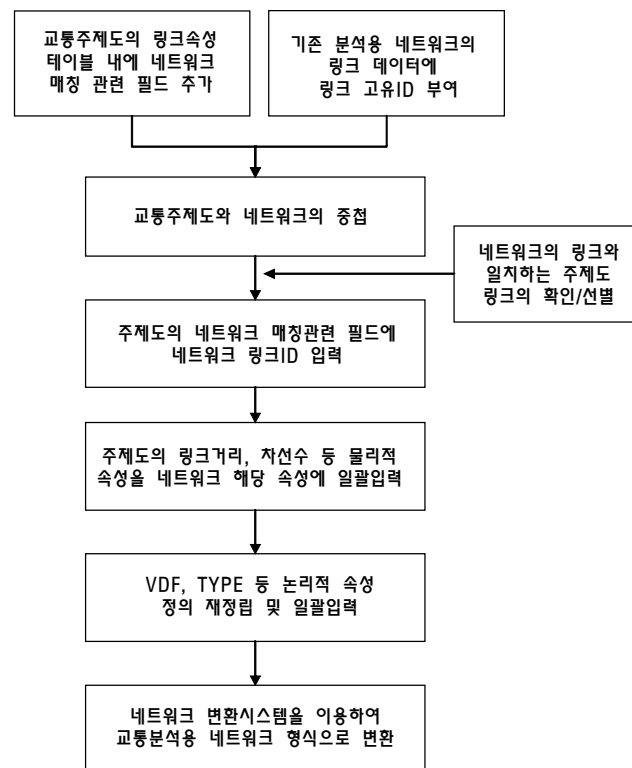 교통주제도의 링크속성
테이블 내에 네트워크
매칭 관련 필드 추가
기존 분석용 네트워크의
링크 데이터에
링크 고유ID 부여
교통주제도와 네트워크의 중첩
네트워크의 링크와
일치하는 주제도
링크의 확인/선별
주제도의 네트워크 매칭관련 필드에
네트워크 링크ID 입력
주제도의 링크거리, 차선수 등 물리적
속성을 네트워크 해당 속성에 일괄입력
VDF, TYPE 등 논리적 속성
정의 재정립 및 일괄입력
네트워크 변환시스템을 이용하여
교통분석용 네트워크 형식으로 변환